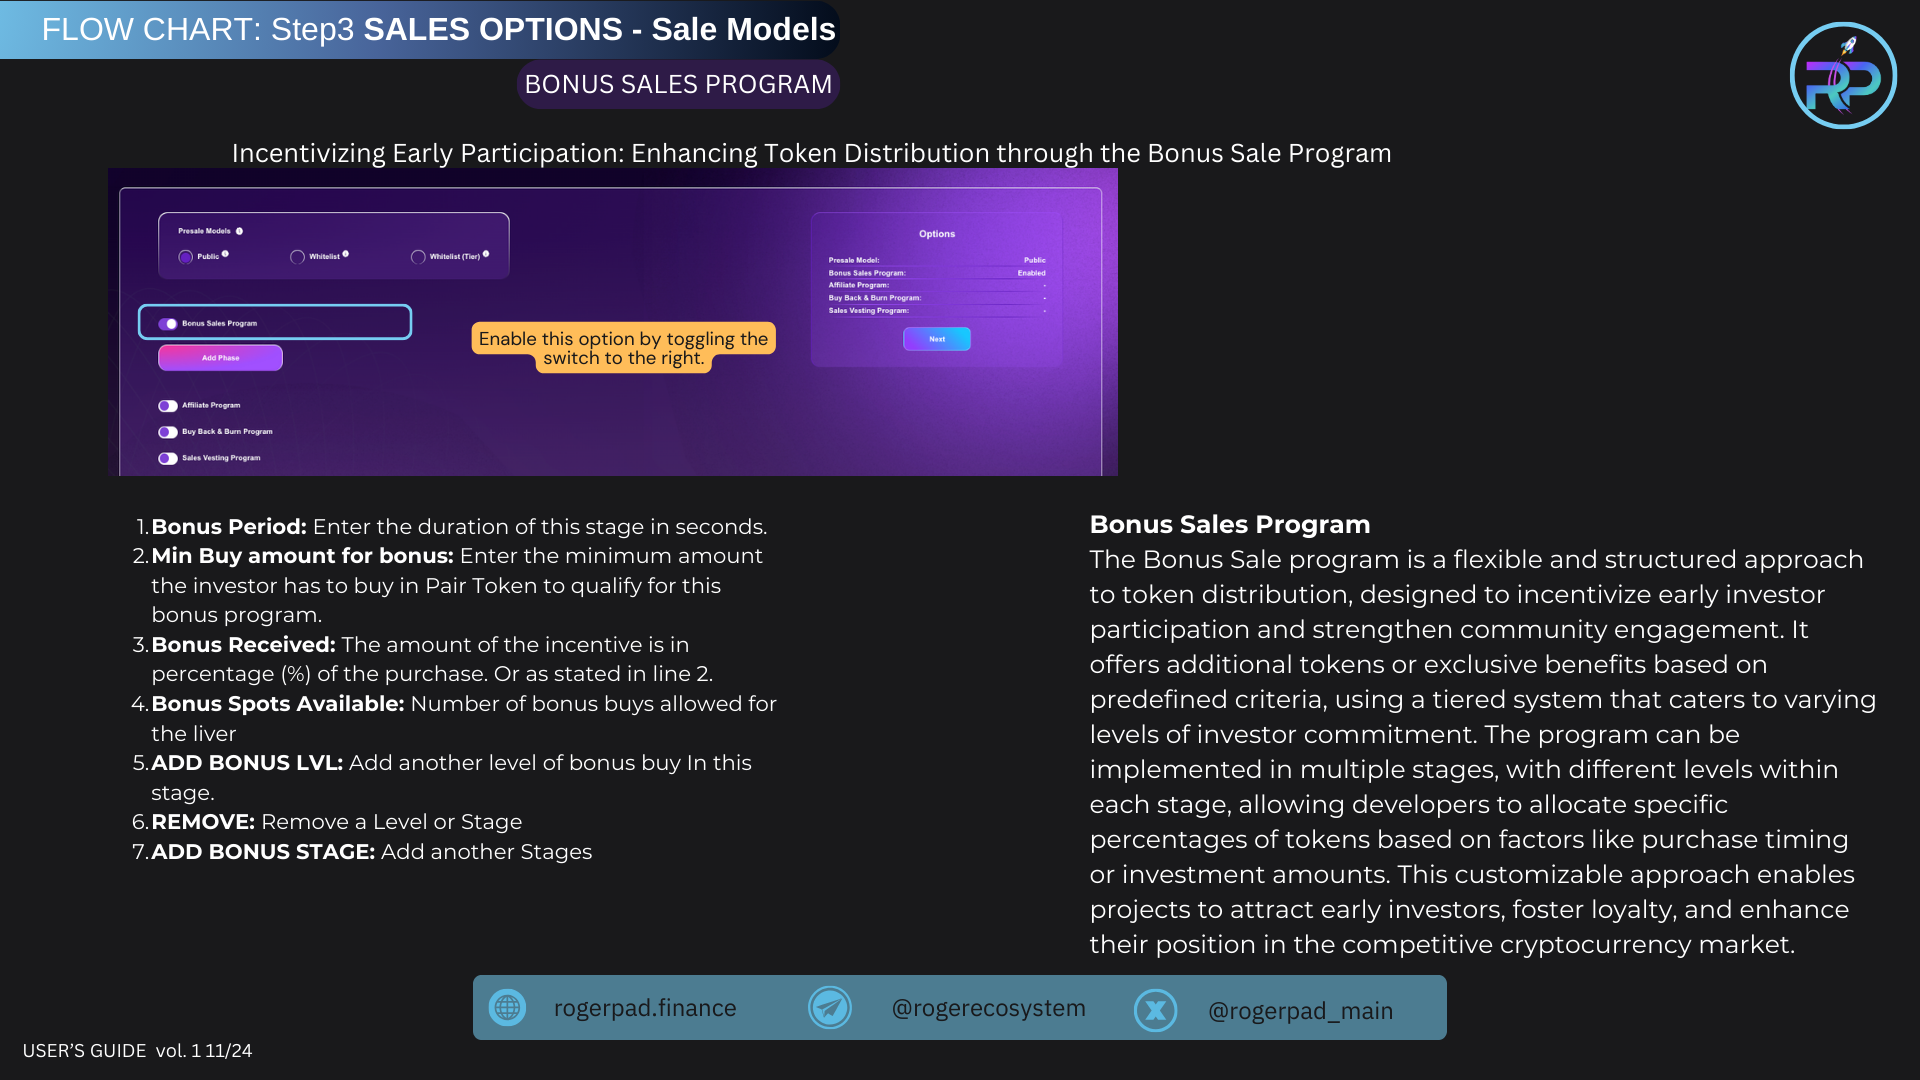 FLOW CHART: Step3 SALES OPTIONS - Sale Models
BONUS SALES PROGRAM
RP
Incentivizing Early Participation: Enhancing Token Distribution through the Bonus Sale Program
Presale Models
Public
Whitelist
Whitelist (Tier)
Bonus Sales Program
Add Phase
Affiliate Program
Buy Back & Burn Program
Sales Vesting Program
Enable this option by toggling the
switch to the right.
Options
Presale Model: Public
Bonus Sales Program: Enabled
Affiliate Program: -
Buy Back & Burn Program: -
Sales Vesting Program: -
Next
1. Bonus Period: Enter the duration of this stage in seconds.
2. Min Buy amount for bonus: Enter the minimum amount
the investor has to buy in Pair Token to qualify for this
bonus program.
3. Bonus Received: The amount of the incentive is in
percentage (%) of the purchase. Or as stated in line 2.
4. Bonus Spots Available: Number of bonus buys allowed for
the liver
5. ADD BONUS LVL: Add another level of bonus buy In this
stage.
6. REMOVE: Remove a Level or Stage
7. ADD BONUS STAGE: Add another Stages
Bonus Sales Program
The Bonus Sale program is a flexible and structured approach
to token distribution, designed to incentivize early investor
participation and strengthen community engagement. It
offers additional tokens or exclusive benefits based on
predefined criteria, using a tiered system that caters to varying
levels of investor commitment. The program can be
implemented in multiple stages, with different levels within
each stage, allowing developers to allocate specific
percentages of tokens based on factors like purchase timing
or investment amounts. This customizable approach enables
projects to attract early investors, foster loyalty, and enhance
their position in the competitive cryptocurrency market.
rogerpad.finance
@rogerecosystem
X
@rogerpad_main
USER’S GUIDE vol. 1 11/24